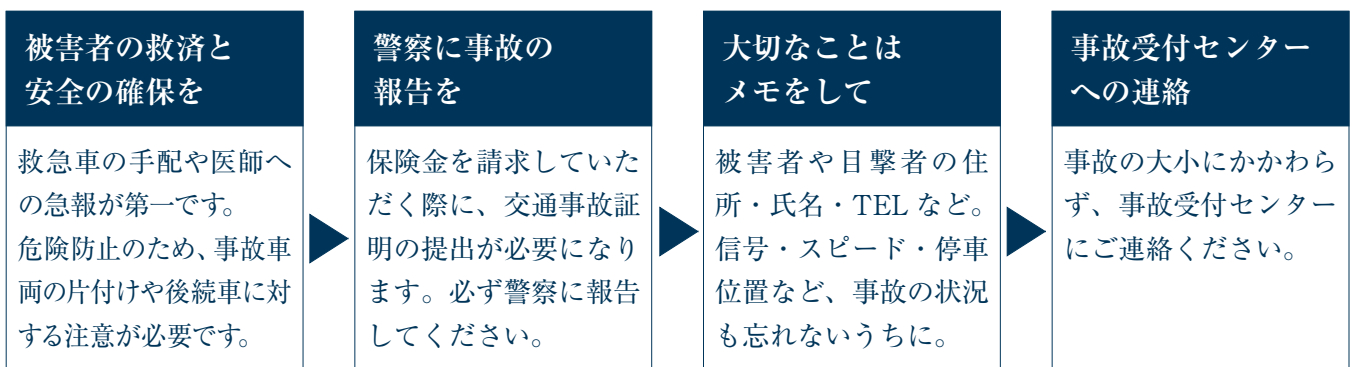 被害者の救済と
安全の確保を
救急車の手配や医師へ
の急報が第一です。
危険防止のため、事故車
両の片付けや後続車に対
する注意が必要です。
警察に事故の
報告を
保険金を請求していた
だく際に、交通事故証
明の提出が必要になり
ます。必ず警察に報告
してください。
大切なことは
メモをして
被害者や目撃者の住
所・氏名・TEL など。
信号・スピード・停車
位置など、事故の状況
も忘れないうちに。
事故受付センター
への連絡
事故の大小にかかわら
ず、事故受付センター
にご連絡ください。